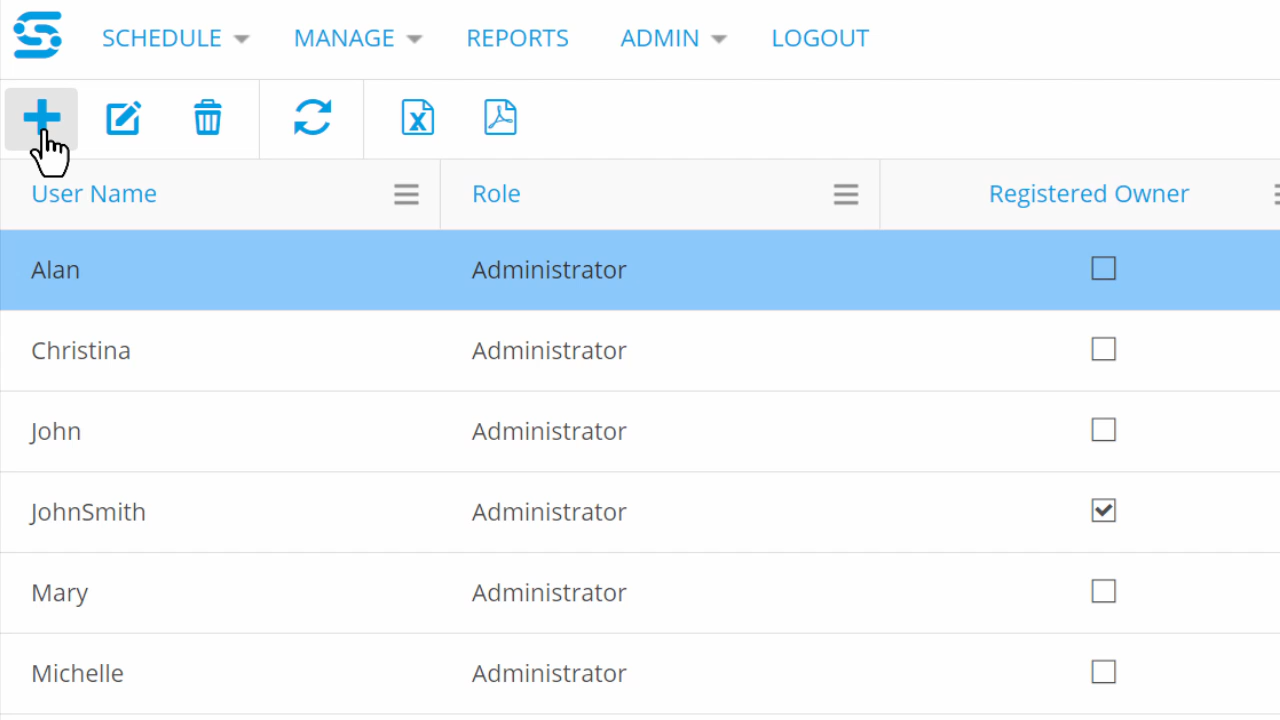 SCHEDULE MANAGE REPORTS ADMIN LOGOUT
User Name Role Registered Owner
Alan Administrator
Christina Administrator
John Administrator
JohnSmith Administrator
Mary Administrator
Michelle Administrator